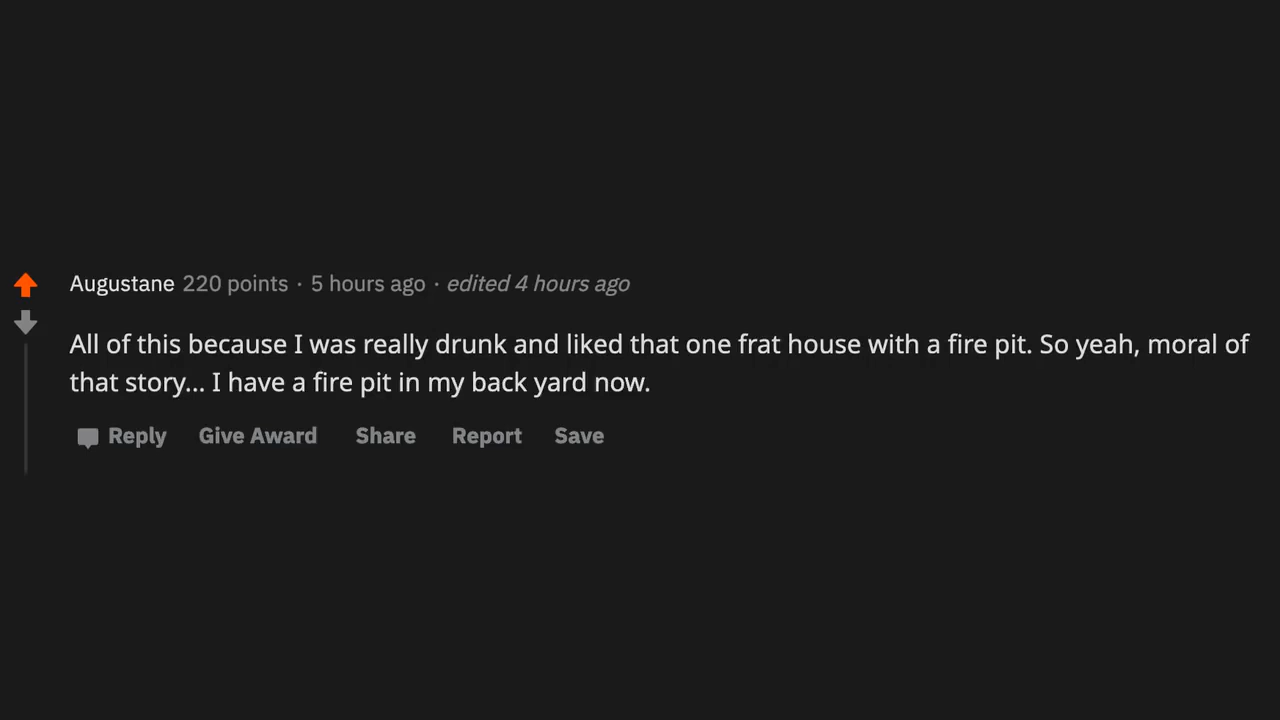 Augustane 220 points · 5 hours ago · edited 4 hours ago
All of this because I was really drunk and liked that one frat house with a fire pit. So yeah, moral of
that story... I have a fire pit in my back yard now.
Reply Give Award Share Report Save